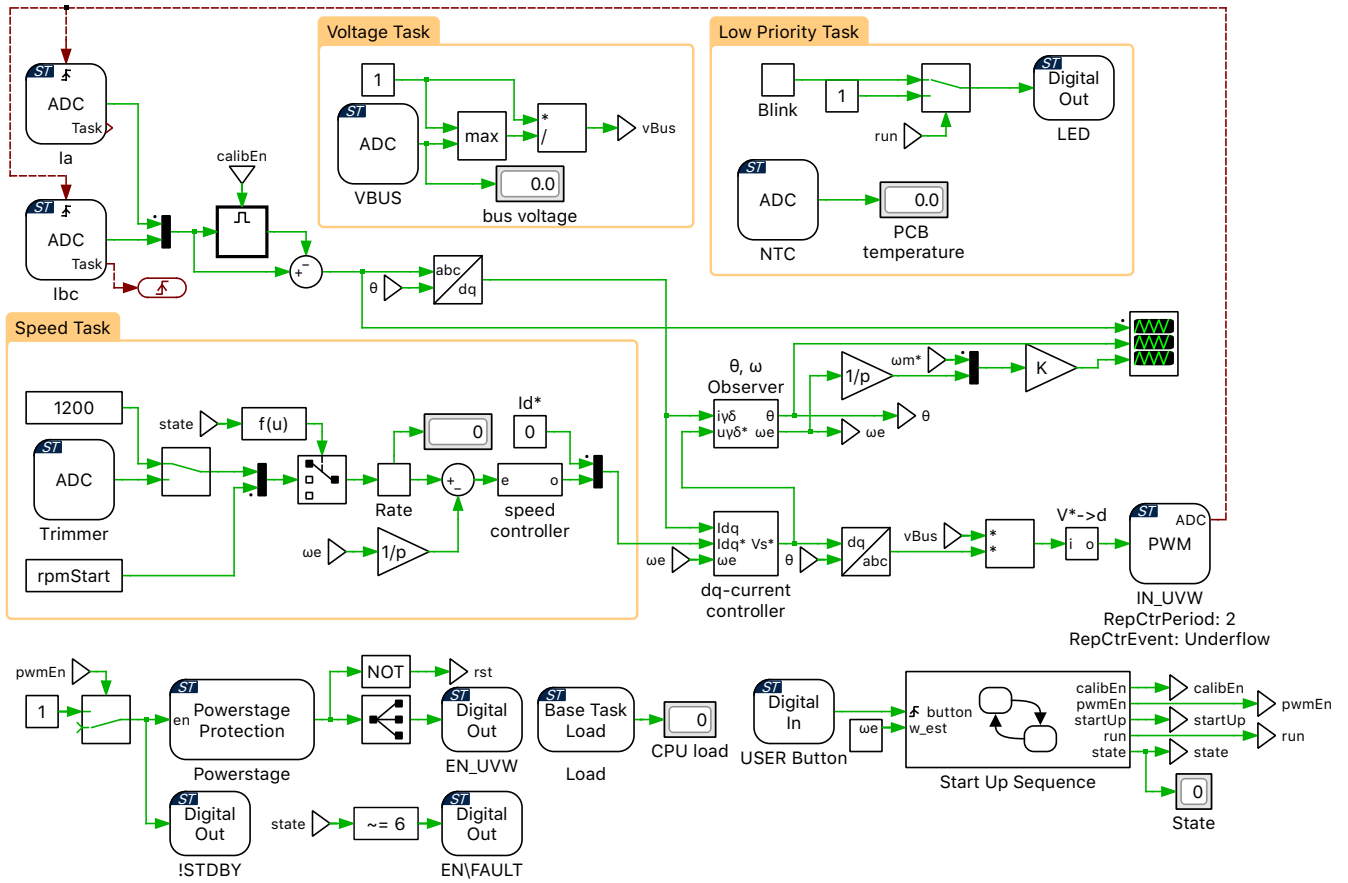 Voltage Task
Low Priority Task
ST
ADC
Task
Ia
1
ST
ADC
VBUS
max
*
/
vBus
0.0
bus voltage
Blink
1
run
ST
Digital
Out
LED
ST
ADC
NTC
0.0
PCB
temperature
calibEn
ST
ADC
Task
Ibc
+
−
θ
abc
dq
Speed Task
1200
ST
ADC
Trimmer
rpmStart
state
f(u)
0
Rate
+
−
ωe
1/p
e
o
speed
controller
Id*
0
θ, ω
Observer
iγδ
uγδ*
θ
ωe
1/p
ωm*
K
θ
ωe
Idq
Idq*
Vs*
ωe
ωe
dq-current
controller
θ
dq
abc
vBus
*
*
V*->d
i
o
ST
ADC
PWM
IN_UVW
RepCtrPeriod: 2
RepCtrEvent: Underflow
pwmEn
1
ST
en
Powerstage
Protection
Powerstage
NOT
rst
ST
Digital
Out
EN_UVW
ST
Base Task
Load
Load
0
CPU load
ST
Digital
In
USER Button
ωe
button
w_est
calibEn
pwmEn
startUp
run
state
Start Up Sequence
calibEn
pwmEn
startUp
run
state
0
State
ST
Digital
Out
!STDBY
state
~= 6
ST
Digital
Out
EN\FAULT